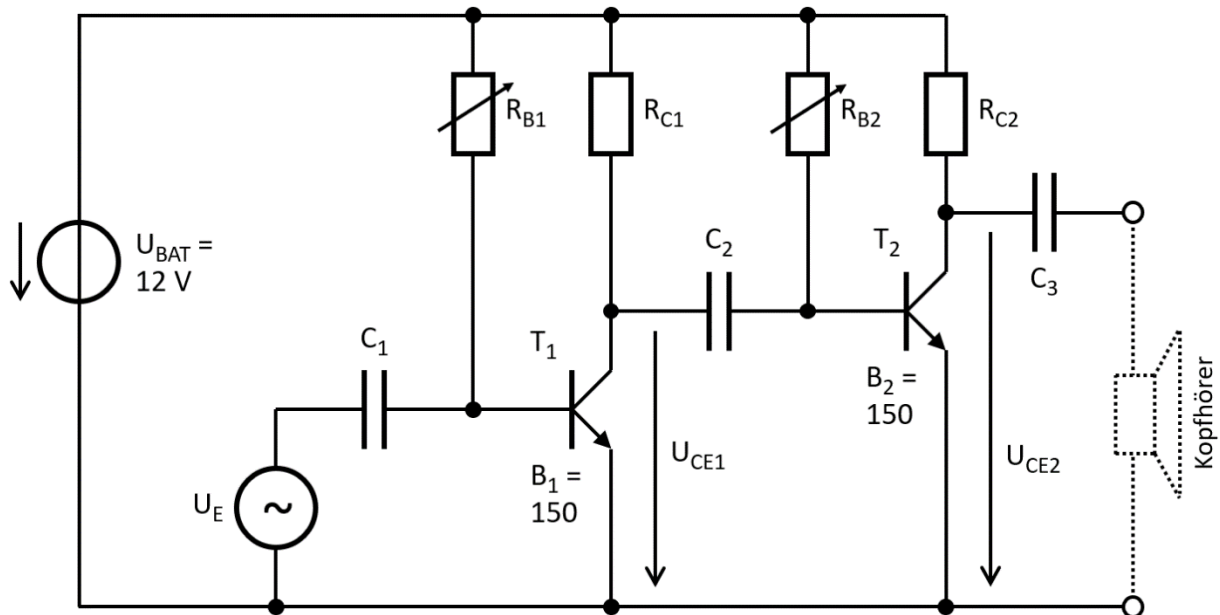 R_B1
R_C1
R_B2
R_C2
U_BAT =
12 V
C_1
T_1
C_2
T_2
C_3
U_E
~
B_1 =
150
U_CE1
B_2 =
150
U_CE2
Kopfhörer